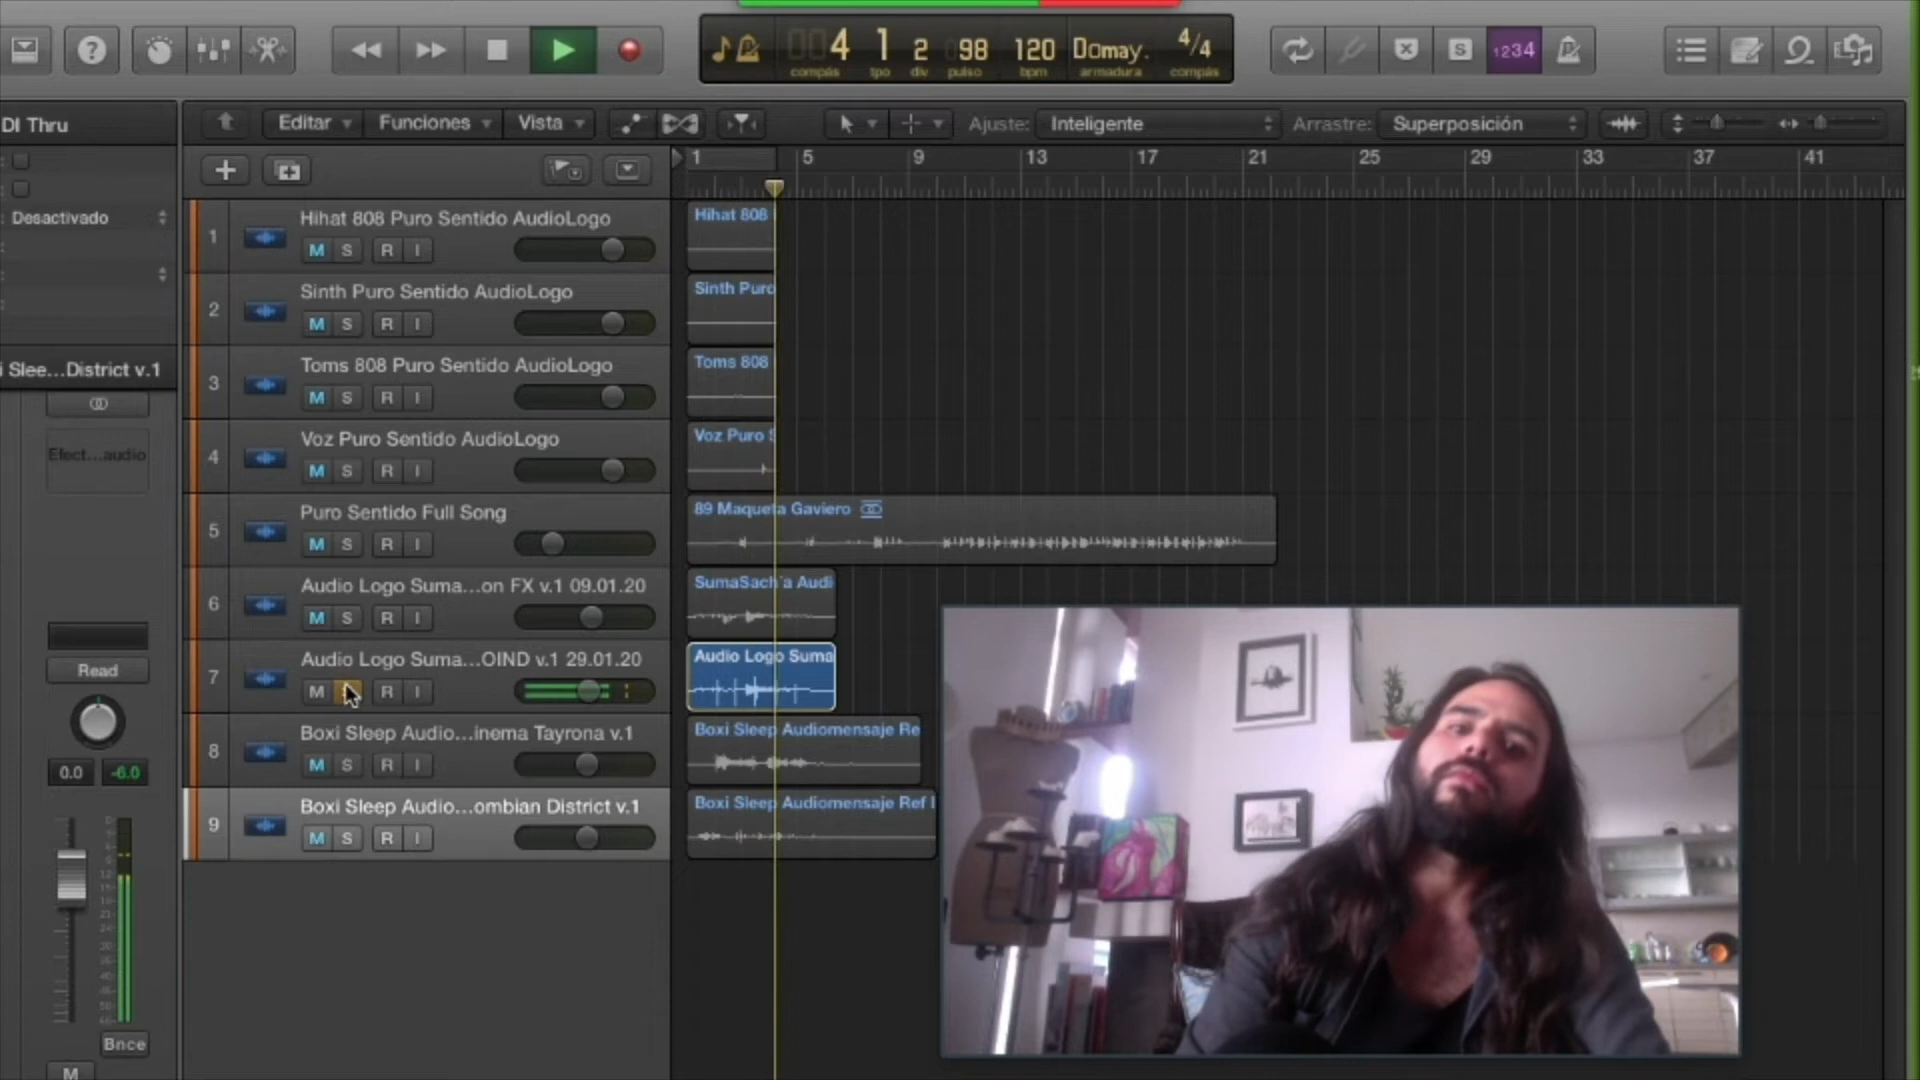 4 1 2 98 120 Domay. 4/4
compás tpo div pulso bpm armadura compás
S 1234
DI Thru
Editar Funciones Vista Ajuste: Inteligente Arrastre: Superposición
1 5 9 13 17 21 25 29 33 37 41
Desactivado
1 Hihat 808 Puro Sentido AudioLogo
M S R I
Hihat 808
2 Sinth Puro Sentido AudioLogo
M S R I
Sinth Puro
3 Toms 808 Puro Sentido AudioLogo
M S R I
Toms 808
i Slee...District v.1
4 Voz Puro Sentido AudioLogo
M S R I
Voz Puro S
Efect...audio
5 Puro Sentido Full Song
M S R I
89 Maqueta Gaviero
6 Audio Logo Suma...on FX v.1 09.01.20
M S R I
SumaSach'a Audi
Read
7 Audio Logo Suma...OIND v.1 29.01.20
M S R I
Audio Logo Suma
0.0 -6.0
8 Boxi Sleep Audio...inema Tayrona v.1
M S R I
Boxi Sleep Audiomensaje Re
9 Boxi Sleep Audio...ombian District v.1
M S R I
Boxi Sleep Audiomensaje Ref
Bnce
M